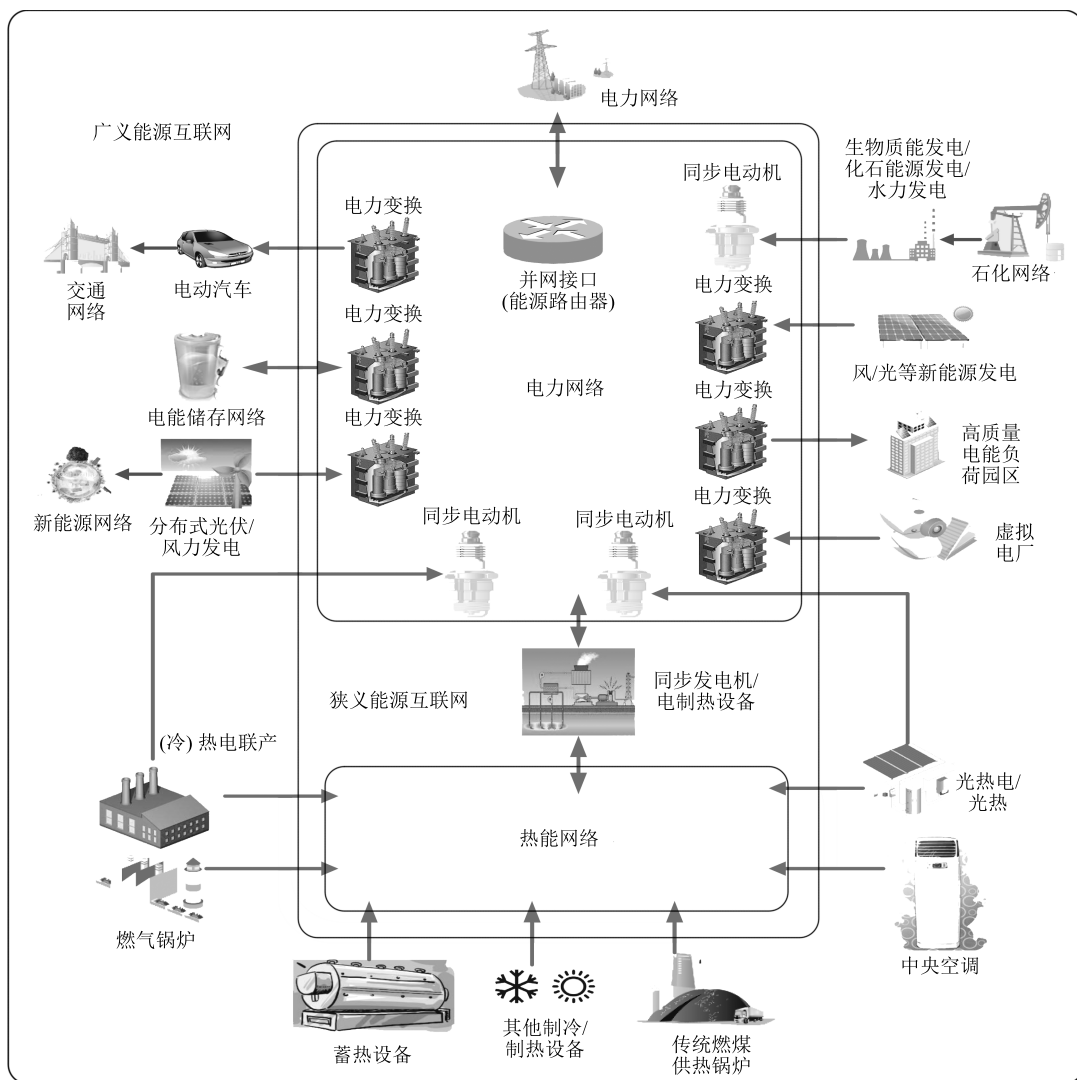 电力网络
广义能源互联网
生物质能发电/
化石能源发电/
水力发电
同步电动机
电力变换
并网接口
(能源路由器)
交通
网络
电动汽车
石化网络
电力变换
电力变换
风/光等新能源发电
电力网络
电能储存网络
电力变换
电力变换
高质量
电能负
荷园区
新能源网络
分布式光伏/
风力发电
同步电动机
同步电动机
电力变换
虚拟
电厂
狭义能源互联网
同步发电机/
电制热设备
(冷) 热电联产
光热电/
光热
热能网络
燃气锅炉
中央空调
蓄热设备
其他制冷/
制热设备
传统燃煤
供热锅炉